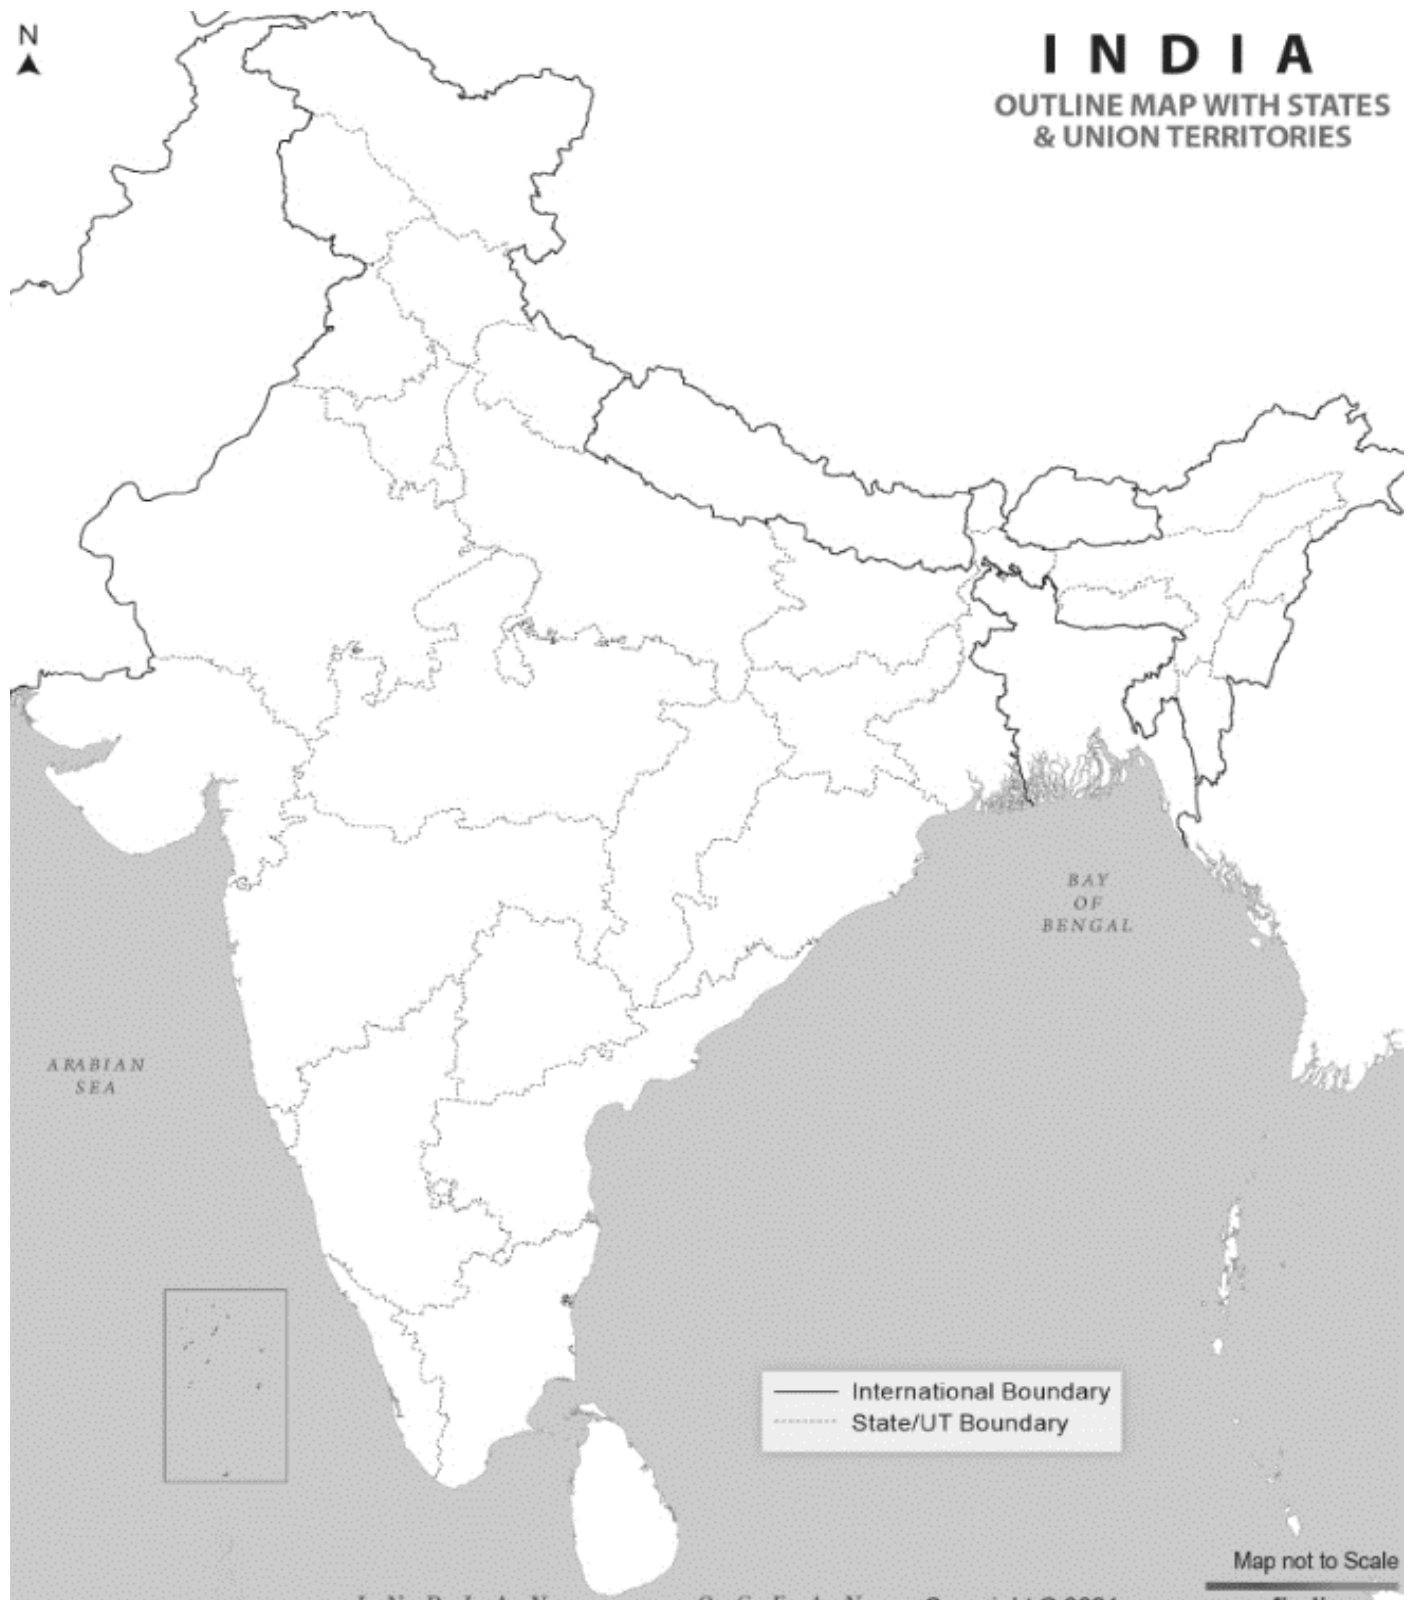 N
I N D I A
OUTLINE MAP WITH STATES
& UNION TERRITORIES
BAY
OF
BENGAL
ARABIAN
SEA
International Boundary
State/UT Boundary
Map not to Scale